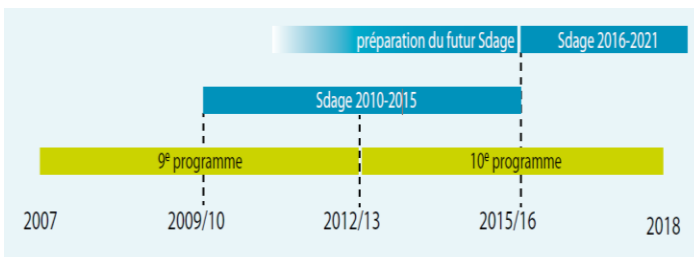 préparation du futur Sdage
Sdage 2016-2021
Sdage 2010-2015
9e programme
10e programme
2007
2009/10
2012/13
2015/16
2018